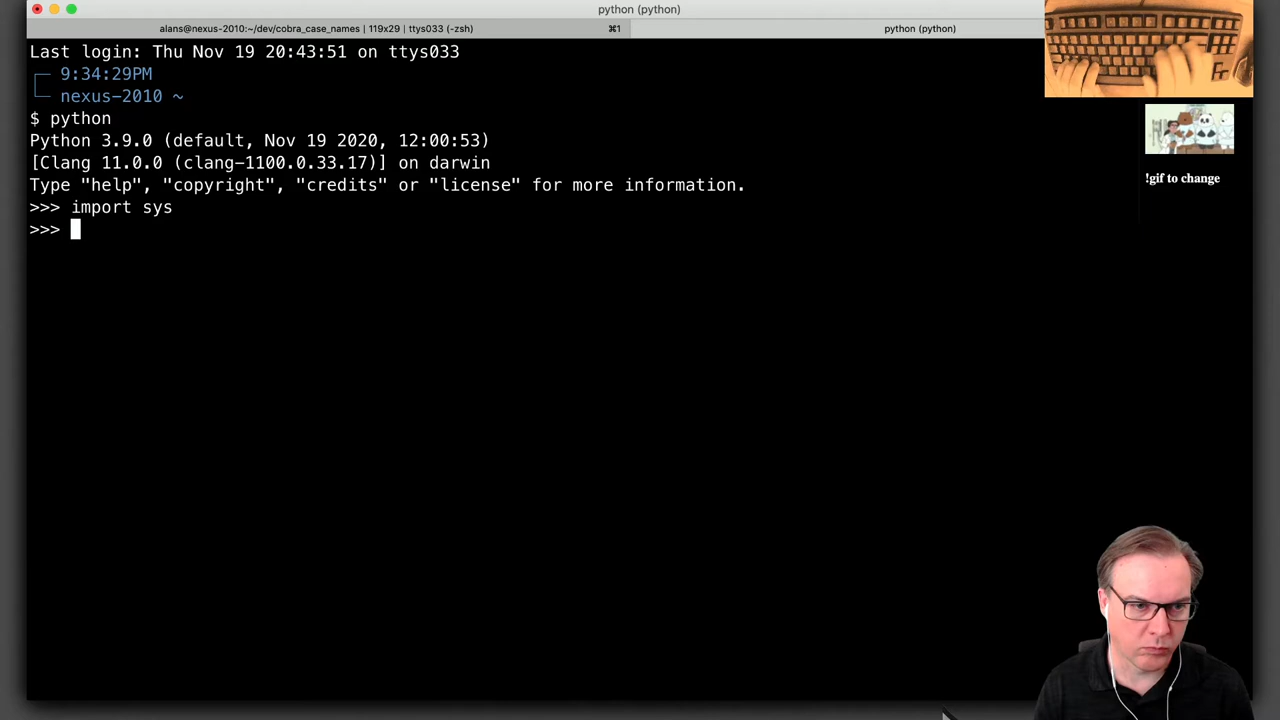 python (python)
alans@nexus-2010:~/dev/cobra_case_names | 119x29 | ttys033 (-zsh) ⌘1 python (python)
Last login: Thu Nov 19 20:43:51 on ttys033
9:34:29PM
nexus-2010 ~
$ python
Python 3.9.0 (default, Nov 19 2020, 12:00:53)
[Clang 11.0.0 (clang-1100.0.33.17)] on darwin
Type "help", "copyright", "credits" or "license" for more information.
>>> import sys
>>>
!gif to change